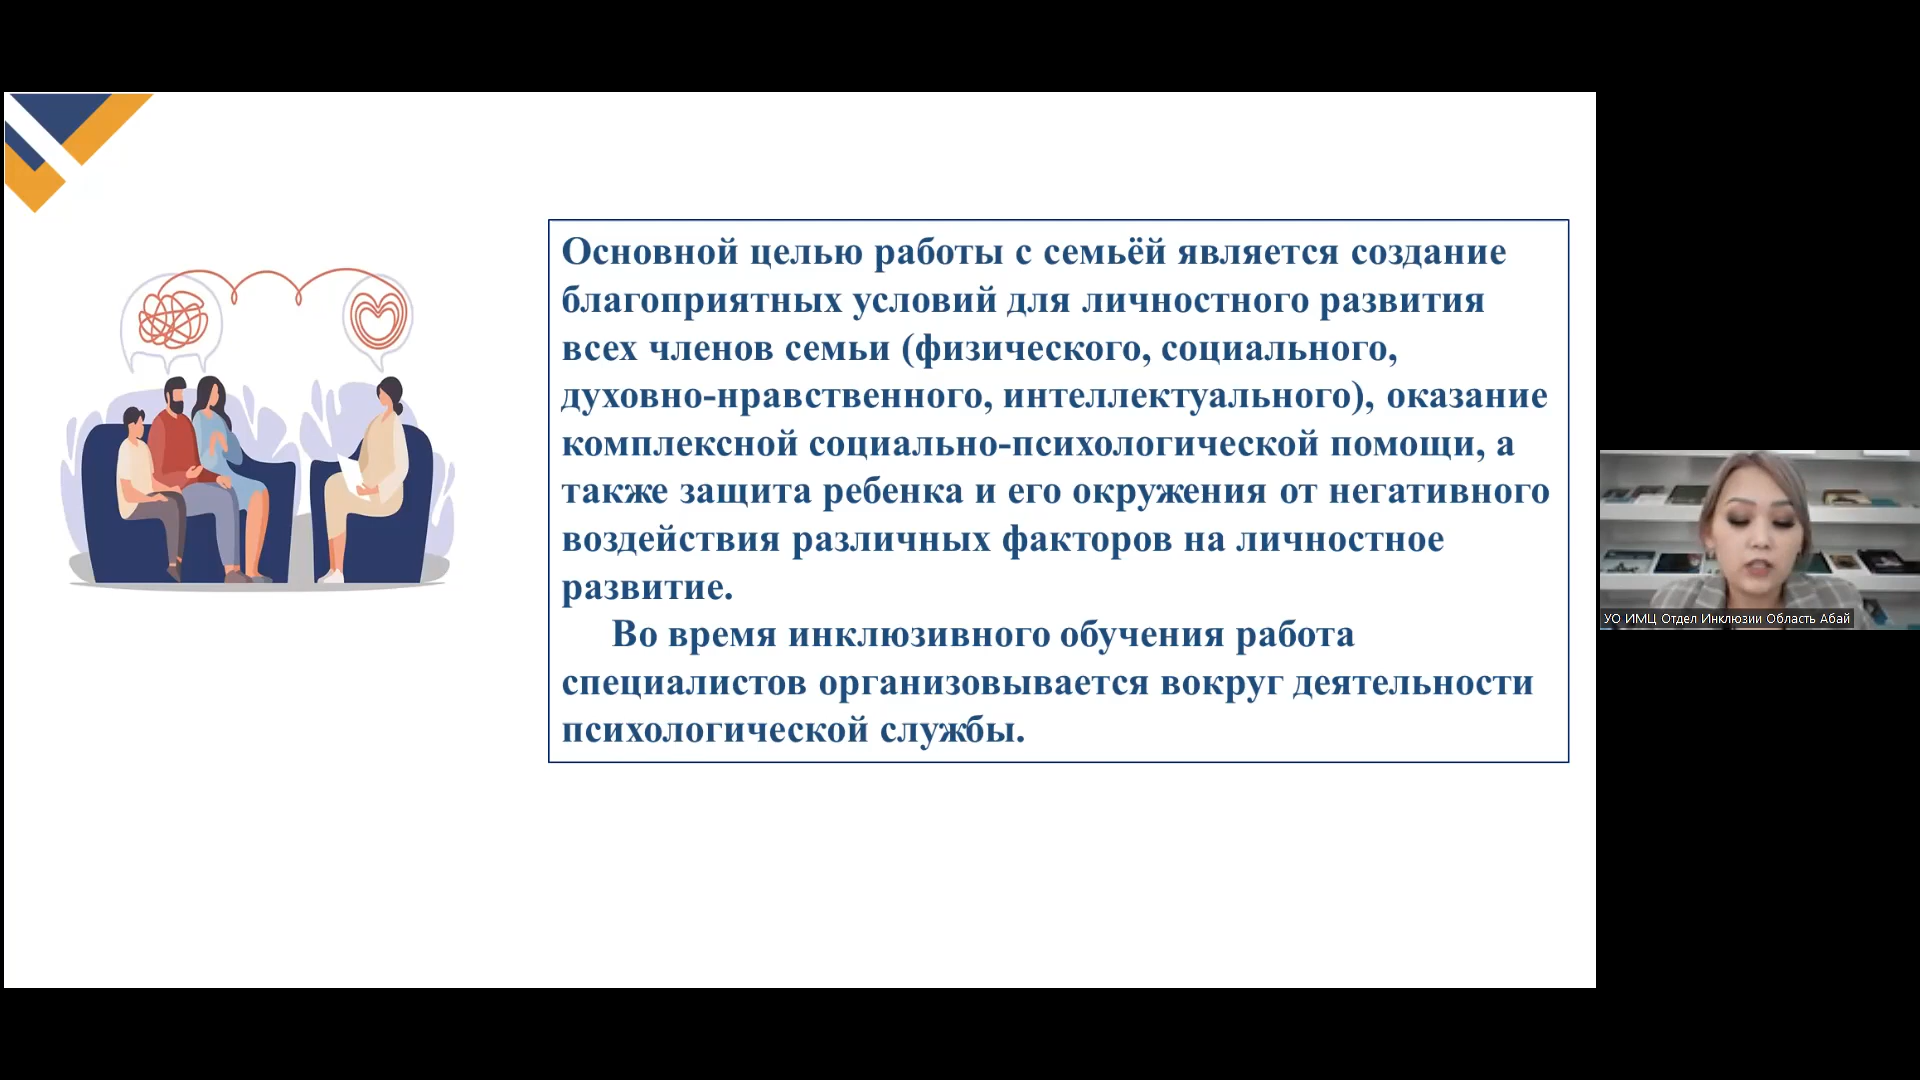 Основной целью работы с семьёй является создание
благоприятных условий для личностного развития
всех членов семьи (физического, социального,
духовно-нравственного, интеллектуального), оказание
комплексной социально-психологической помощи, а
также защита ребенка и его окружения от негативного
воздействия различных факторов на личностное
развитие.
Во время инклюзивного обучения работа
специалистов организовывается вокруг деятельности
психологической службы.
УО ИМЦ Отдел Инклюзии Область Абай